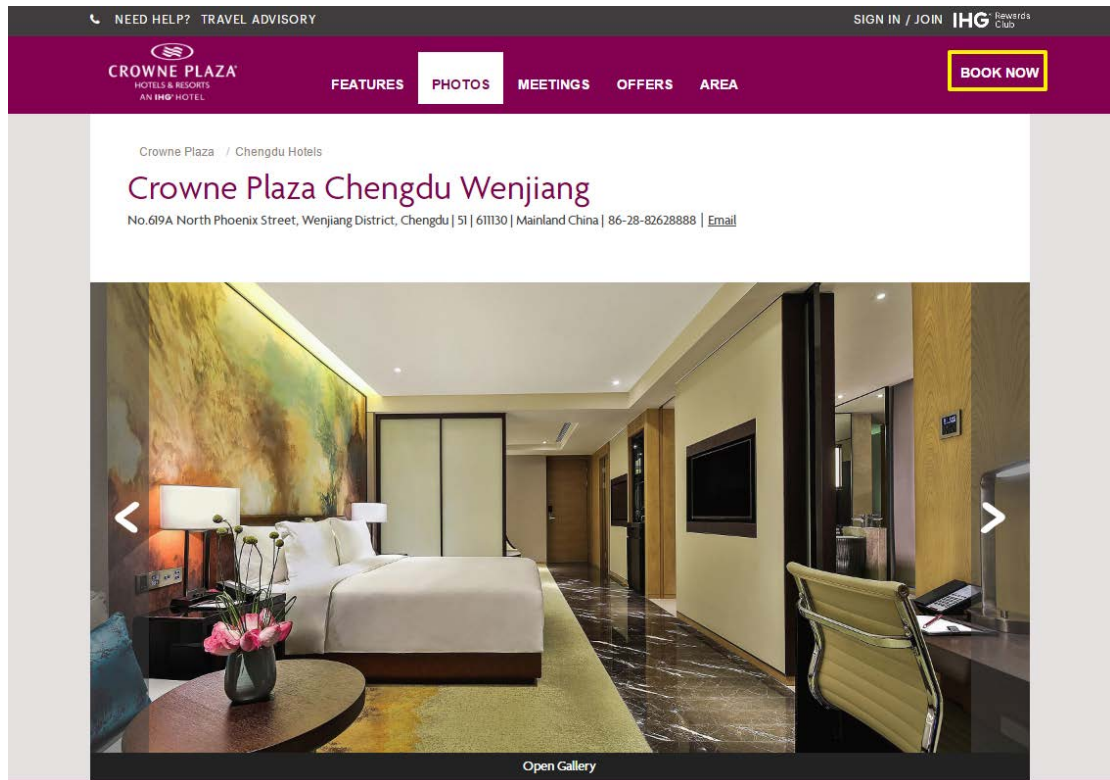 NEED HELP? TRAVEL ADVISORY
SIGN IN / JOIN IHG® Rewards Club
CROWNE PLAZA®
HOTELS & RESORTS
AN IHG® HOTEL
FEATURES PHOTOS MEETINGS OFFERS AREA
BOOK NOW
Crowne Plaza / Chengdu Hotels
Crowne Plaza Chengdu Wenjiang
No.619A North Phoenix Street, Wenjiang District, Chengdu | 51 | 611130 | Mainland China | 86-28-82628888 | Email
Open Gallery